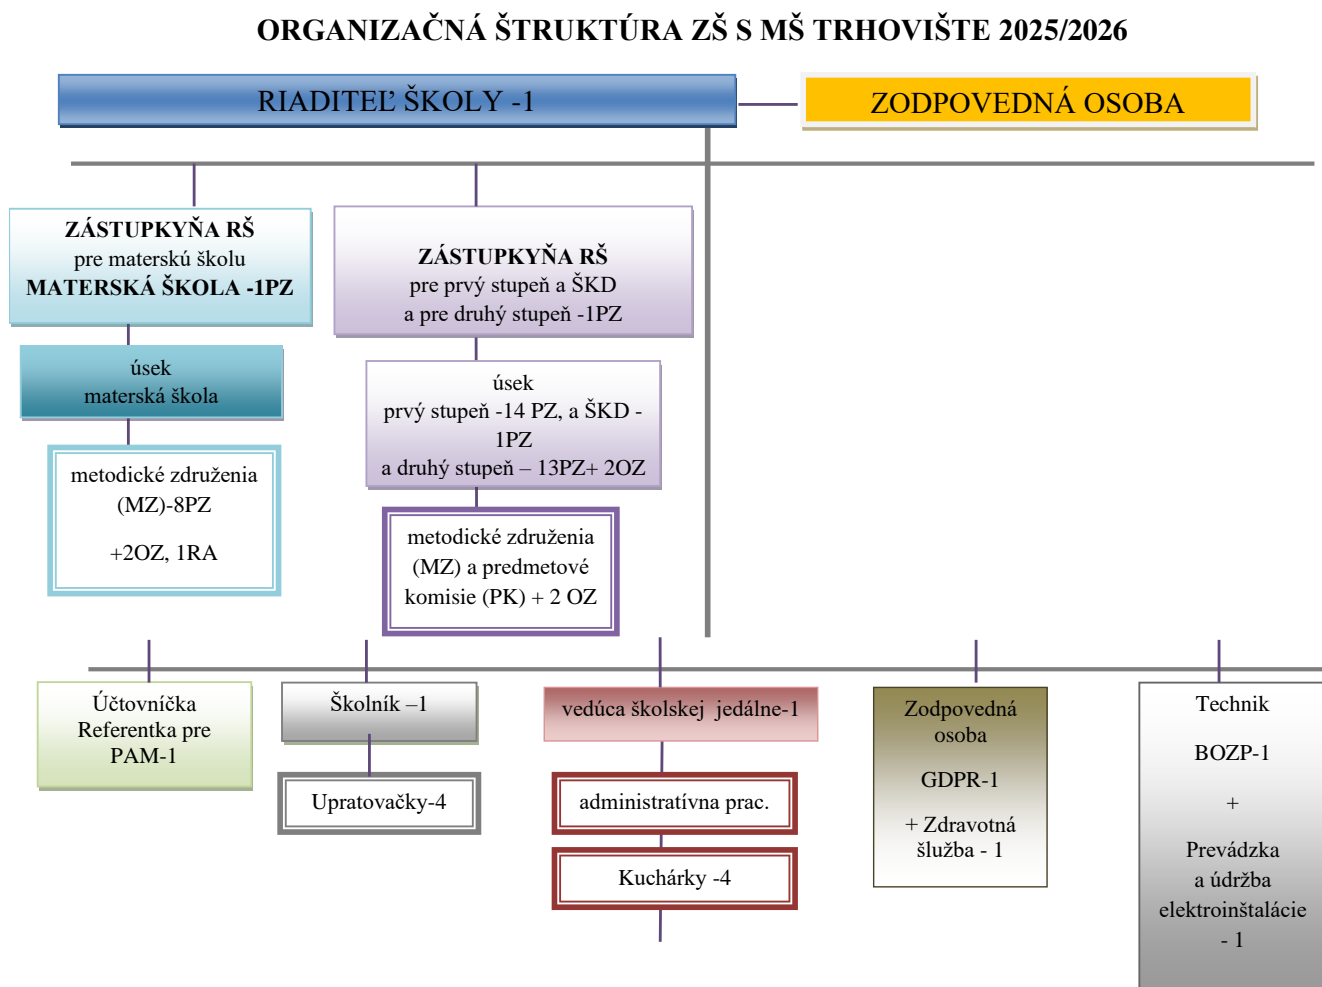 ORGANIZAČNÁ ŠTRUKTÚRA ZŠ S MŠ TRHOVIŠTE 2025/2026
RIADITEĽ ŠKOLY -1
ZODPOVEDNÁ OSOBA
ZÁSTUPKYŇA RŠ
pre materskú školu
MATERSKÁ ŠKOLA -1PZ
ZÁSTUPKYŇA RŠ
pre prvý stupeň a ŠKD
a pre druhý stupeň -1PZ
úsek
materská škola
úsek
prvý stupeň -14 PZ, a ŠKD -
1PZ
a druhý stupeň – 13PZ+ 2OZ
metodické združenia
(MZ)-8PZ
+2OZ, 1RA
metodické združenia
(MZ) a predmetové
komisie (PK) + 2 OZ
Účtovníčka
Referentka pre
PAM-1
Školník –1
Upratovačky-4
vedúca školskej  jedálne-1
administratívna prac.
Kuchárky -4
Zodpovedná
osoba
GDPR-1
+ Zdravotná
šlužba - 1
Technik
BOZP-1
+
Prevádzka
a údržba
elektroinštalácie
- 1